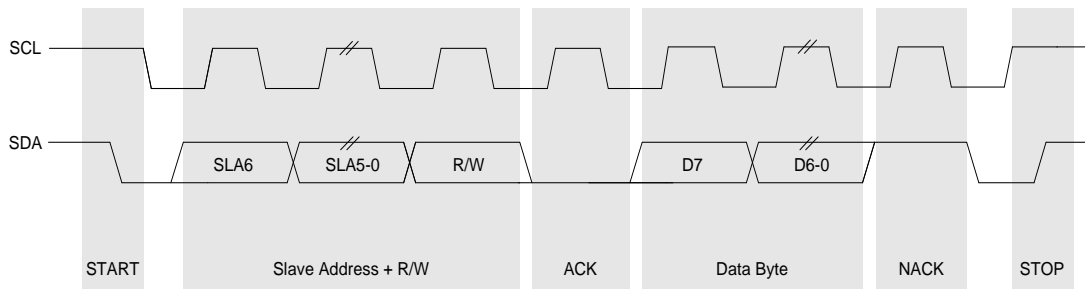 SCL
SDA
SLA6 SLA5-0 R/W D7 D6-0
START Slave Address + R/W ACK Data Byte NACK STOP